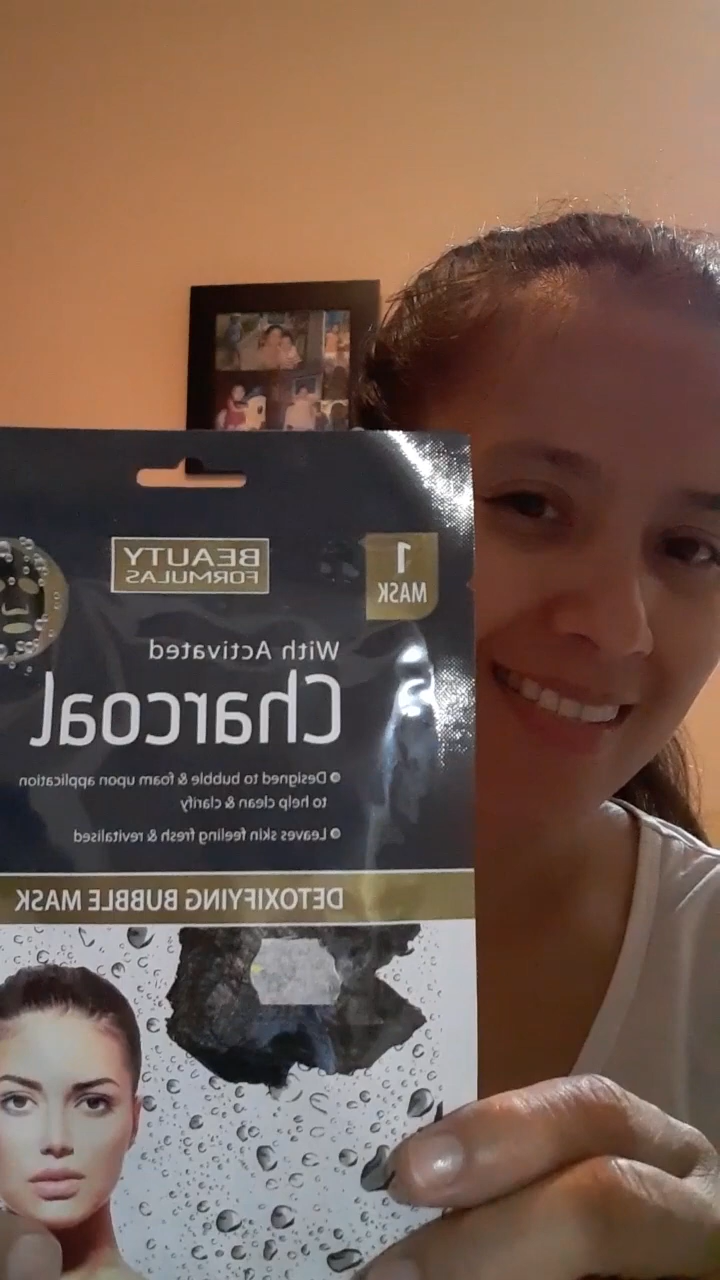 BEAUTY
FORMULAS
1
MASK
With Activated
Charcoal
Designed to bubble & foam upon application
to help clean & clarify
Leaves skin feeling fresh & revitalised
DETOXIFYING BUBBLE MASK